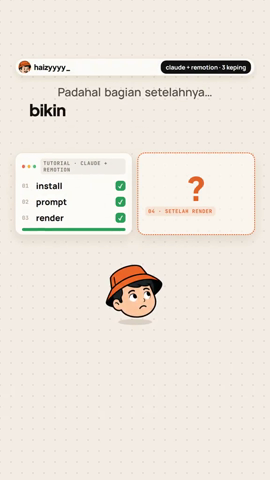 haizyyyy_
claude + remotion · 3 keping
Padahal bagian setelahnya...
bikin
TUTORIAL · CLAUDE +
REMOTION
01 install ✓
02 prompt ✓
03 render ✓
?
04 · SETELAH RENDER